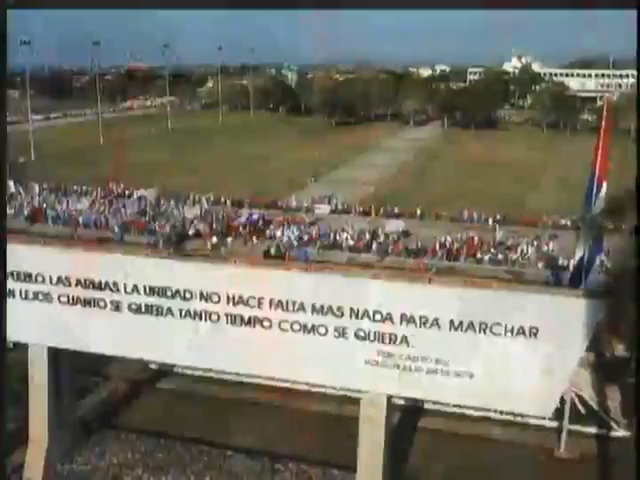 PUEBLO LAS ARMAS LA UNIDAD NO HACE FALTA MAS NADA PARA MARCHAR
LEJOS CUANTO SE QUIERA TANTO TIEMPO COMO SE QUIERA.